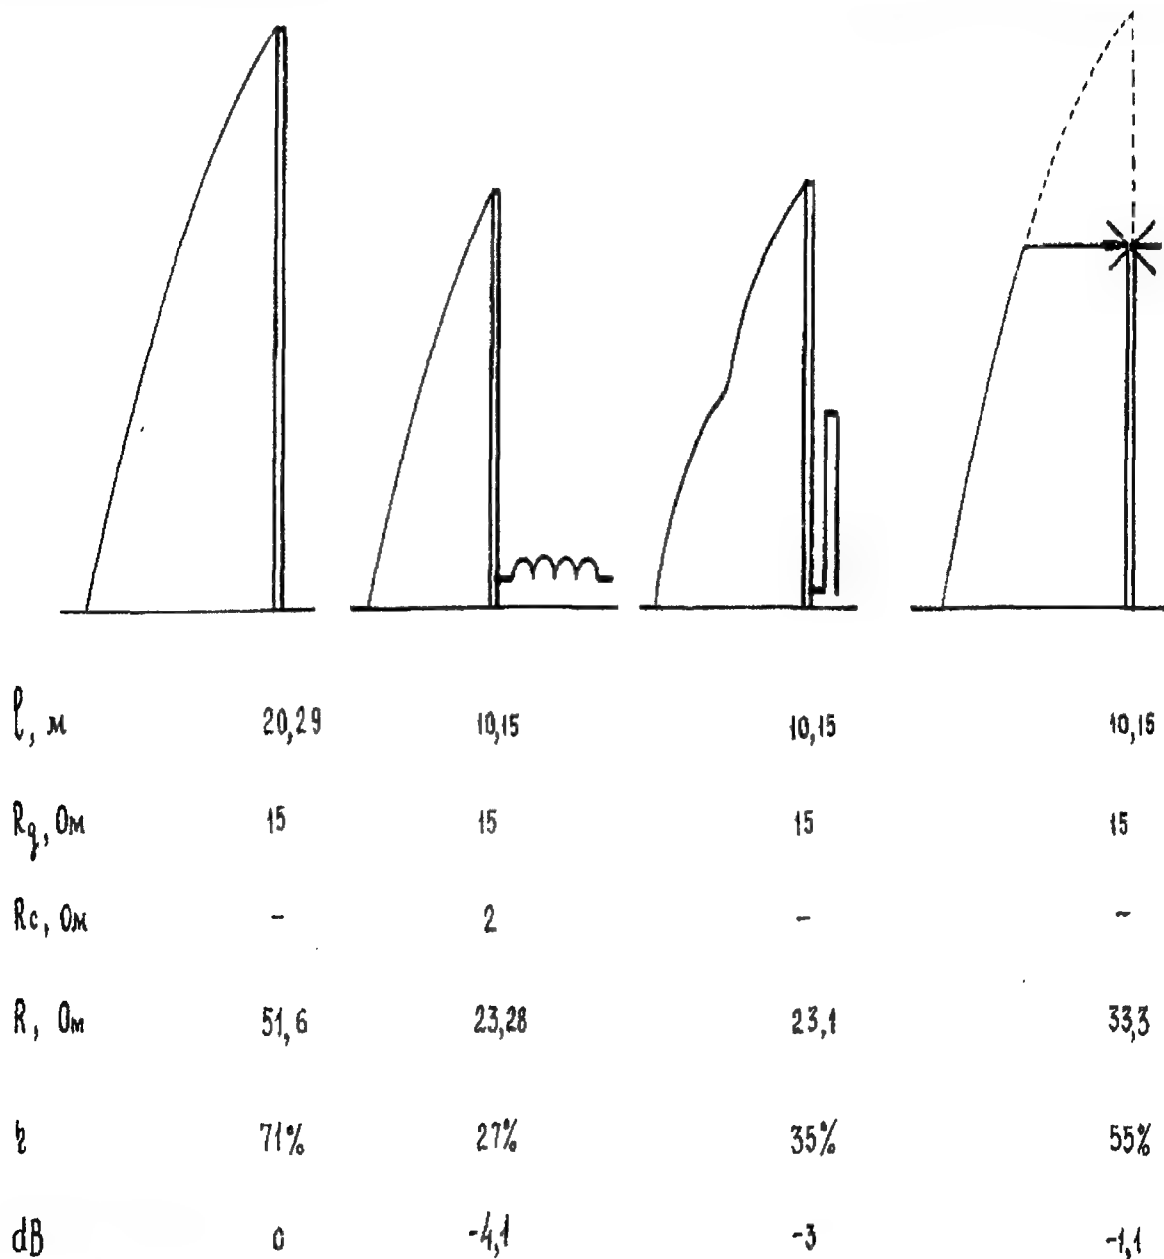 l, м 20,29 10,15 10,15 10,15
Rg, Ом 15 15 15 15
Rc, Ом - 2 - -
R, Ом 51,6 23,28 23,1 33,3
η 71% 27% 35% 55%
dB 0 -4,1 -3 -1,1